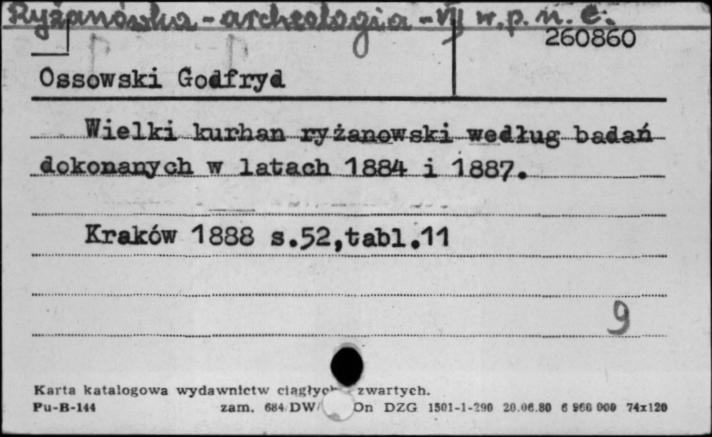 Ryżanówka - archeologia - VII w. p. n. e.
260860
Ossowski Godfryd
Wielki kurhan ryżanowski według badań
dokonanych w latach 1884 i 1887.
Kraków 1888 s.52,tabl.11
9
Karta katalogowa wydawnictw ciągłych zwartych.
Pu-B-144 zam. 684 DW/ On DZG 1501-1-290 20.06.80 6 966 000 74x120